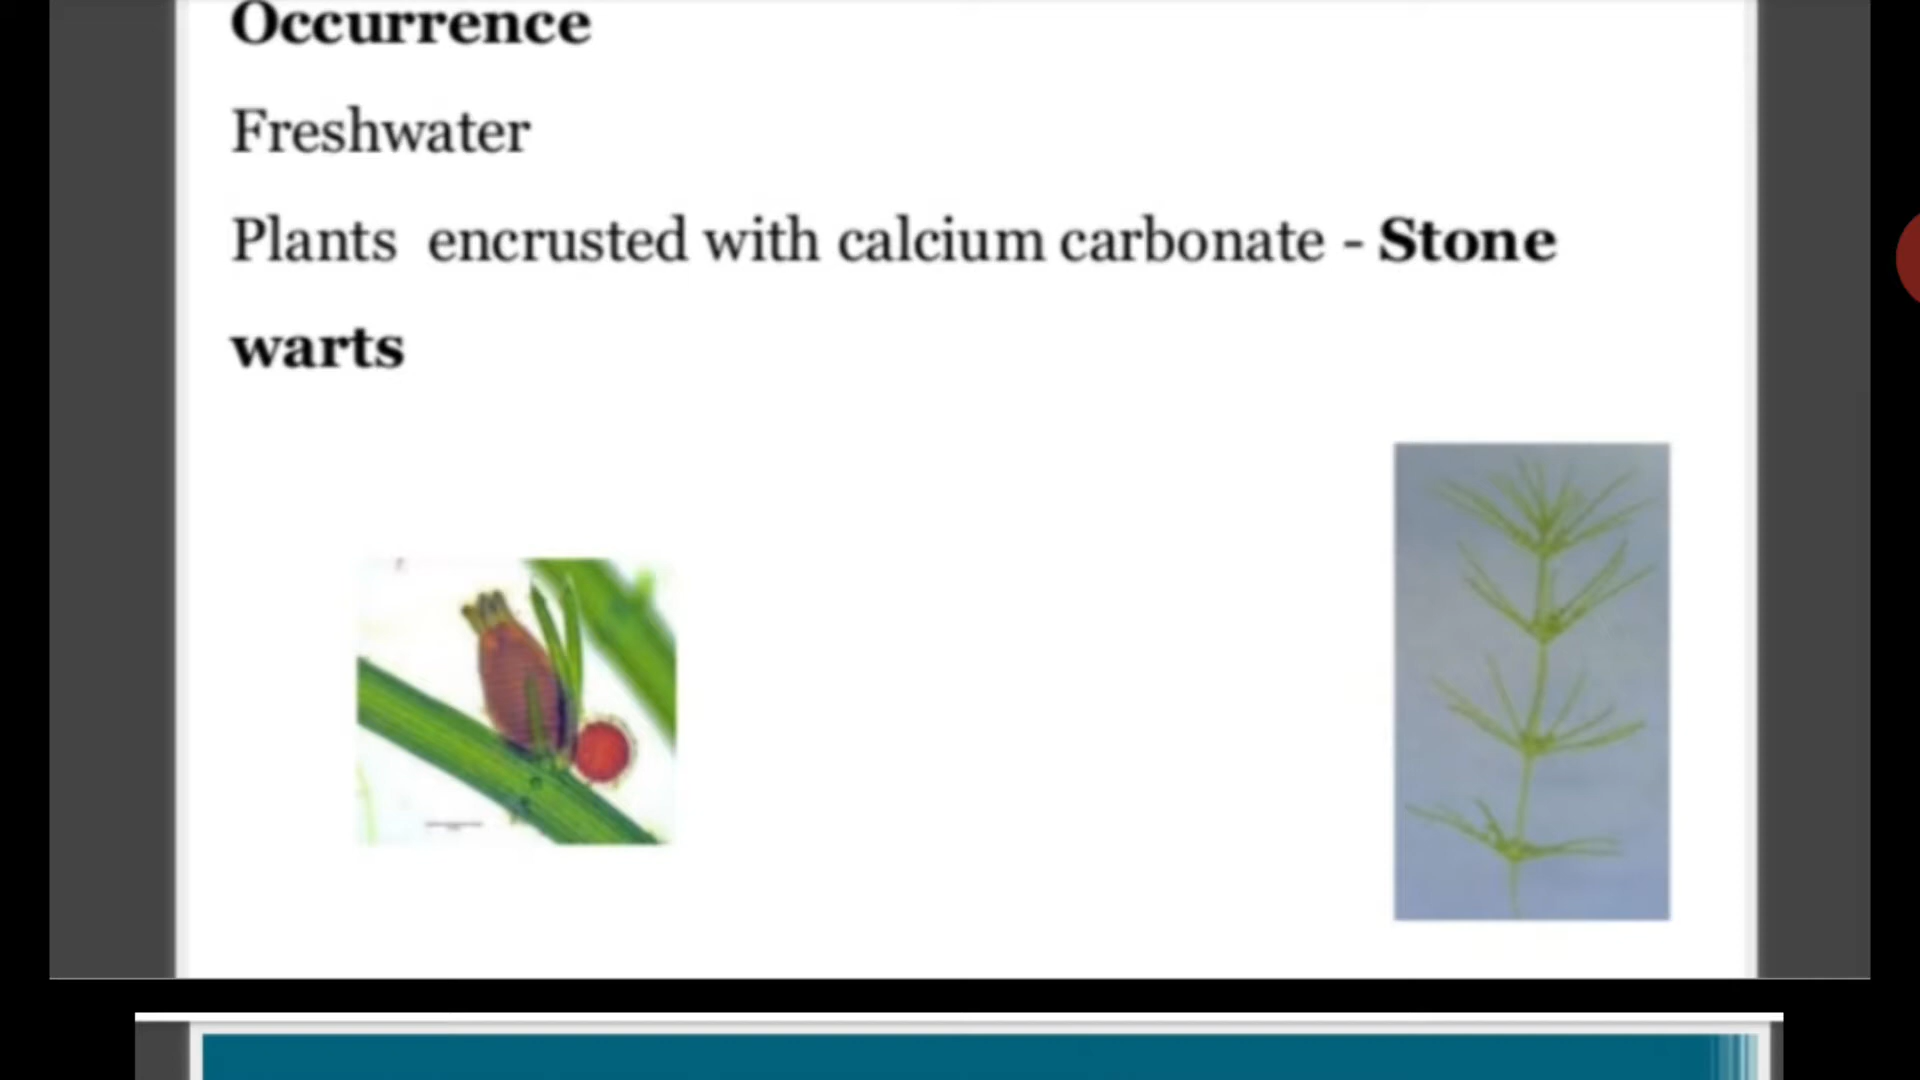 Occurrence
Freshwater
Plants encrusted with calcium carbonate - Stone
warts